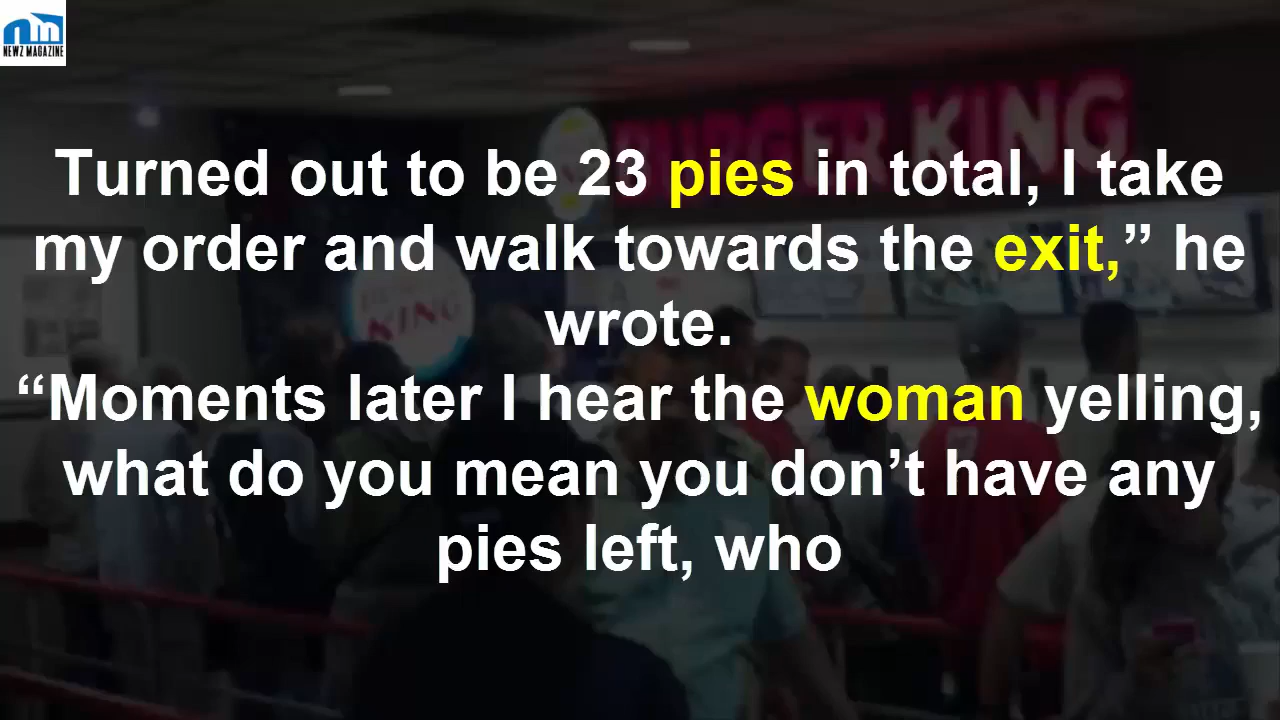 NM
NEWZ MAGAZINE
BURGER KING
Turned out to be 23 pies in total, I take
my order and walk towards the exit,” he
wrote.
KING
“Moments later I hear the woman yelling,
what do you mean you don’t have any
pies left, who